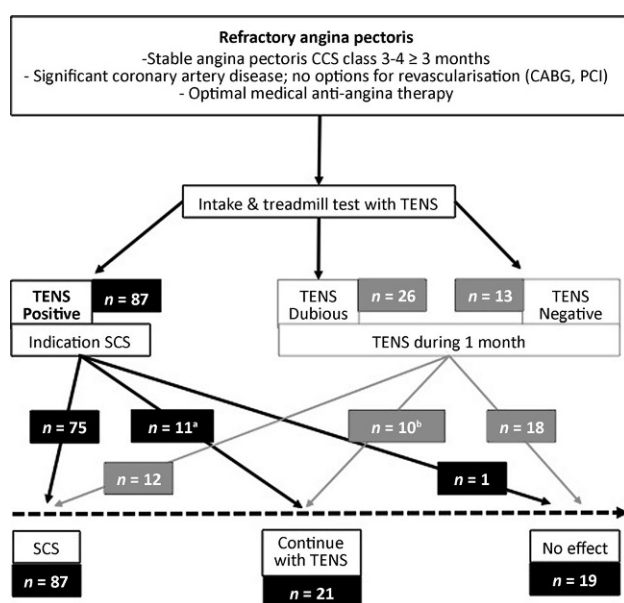 Refractory angina pectoris
-Stable angina pectoris CCS class 3-4 ≥ 3 months
- Significant coronary artery disease; no options for revascularisation (CABG, PCI)
- Optimal medical anti-angina therapy
Intake & treadmill test with TENS
TENS
Positive
n = 87
Indication SCS
TENS
Dubious
n = 26
n = 13
TENS
Negative
TENS during 1 month
n = 75
n = 11ᵃ
n = 10ᵇ
n = 18
n = 12
n = 1
SCS
n = 87
Continue
with TENS
n = 21
No effect
n = 19